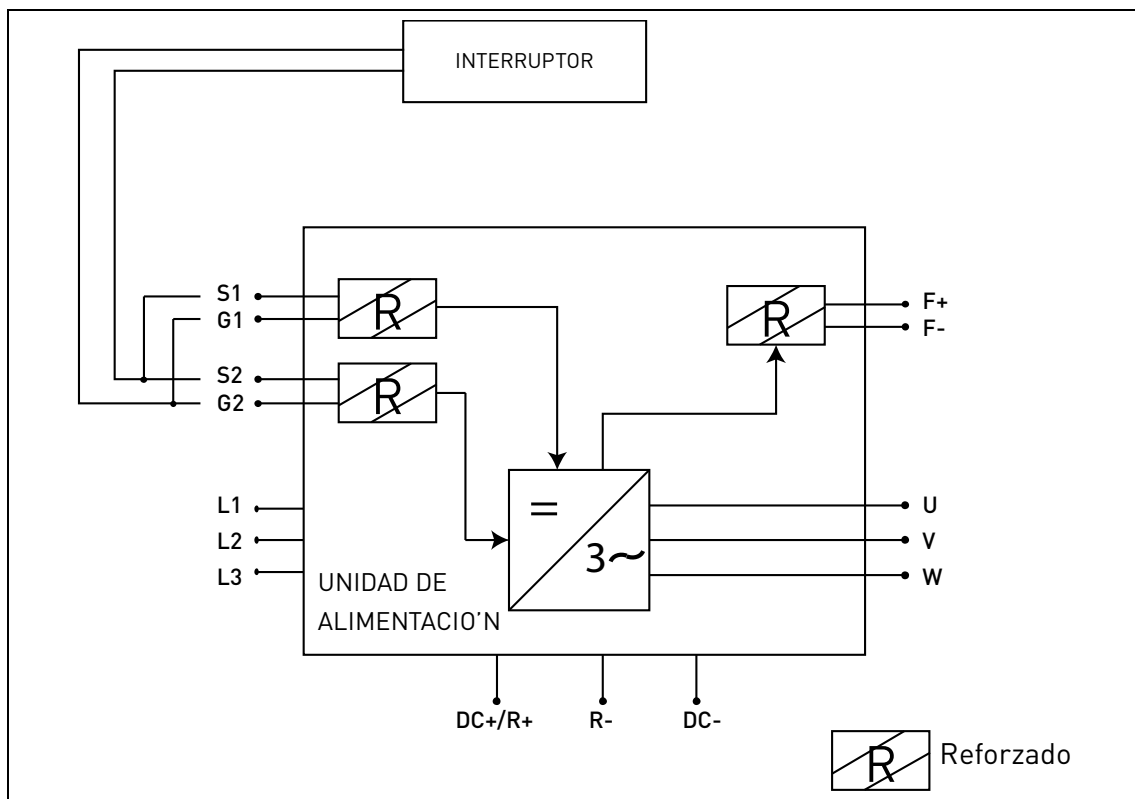 INTERRUPTOR
S1
G1
S2
G2
R
R
R
F+
F-
L1
L2
L3
=
3~
U
V
W
UNIDAD DE
ALIMENTACIO'N
DC+/R+
R-
DC-
R
Reforzado